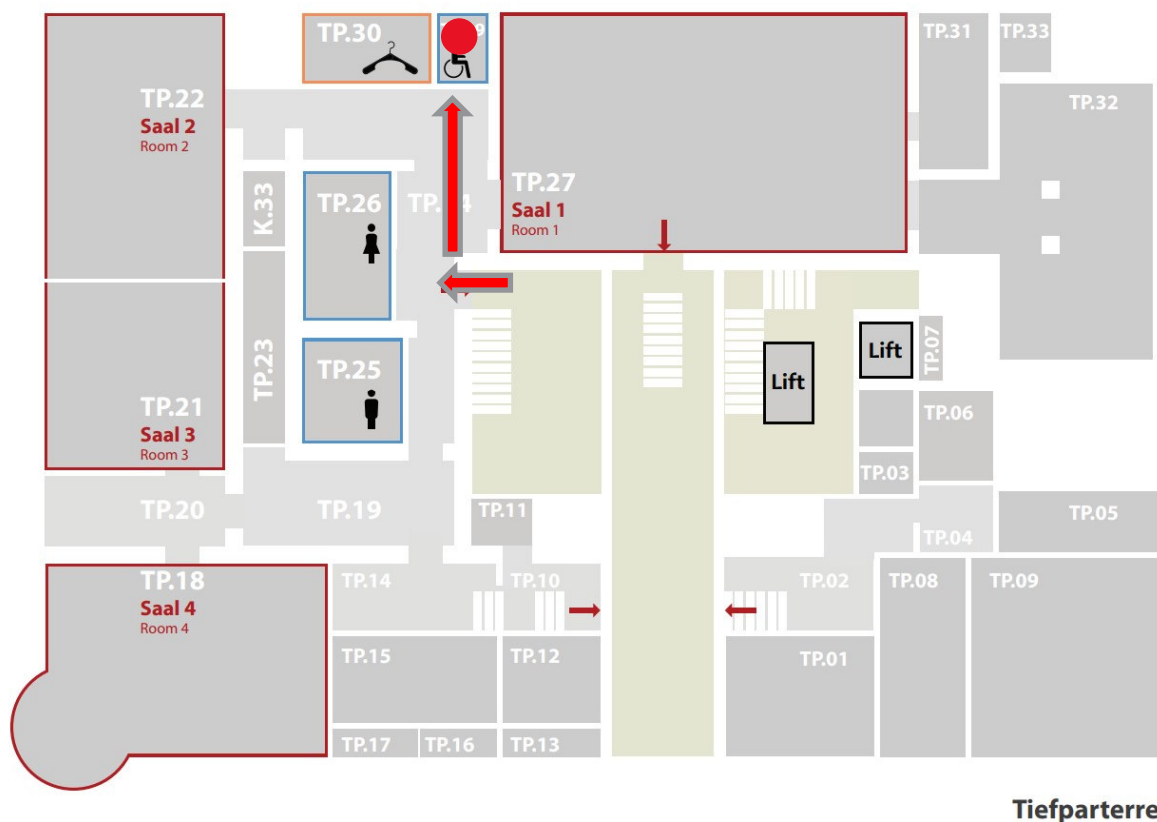 TP.30
TP.31
TP.33
TP.22
Saal 2
Room 2
TP.32
TP.27
Saal 1
Room 1
K.33
TP.26
TP.23
TP.25
Lift
Lift
TP.07
TP.21
Saal 3
Room 3
TP.06
TP.03
TP.20
TP.19
TP.11
TP.05
TP.04
TP.18
Saal 4
Room 4
TP.14
TP.10
TP.02
TP.08
TP.09
TP.15
TP.12
TP.01
TP.17
TP.16
TP.13
Tiefparterre